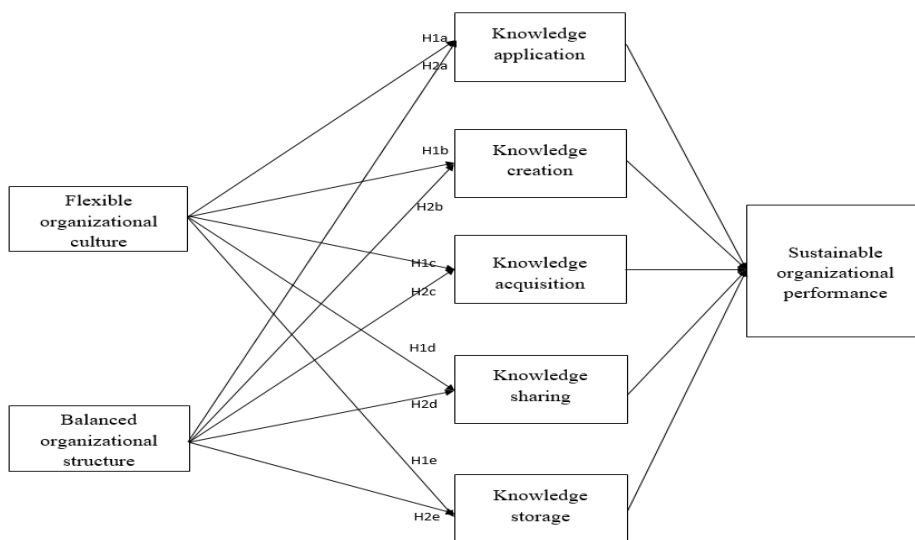 H1a
H2a
Knowledge
application
H1b
H2b
Knowledge
creation
Flexible
organizational
culture
H1c
H2c
Knowledge
acquisition
Sustainable
organizational
performance
H1d
H2d
Knowledge
sharing
Balanced
organizational
structure
H1e
H2e
Knowledge
storage